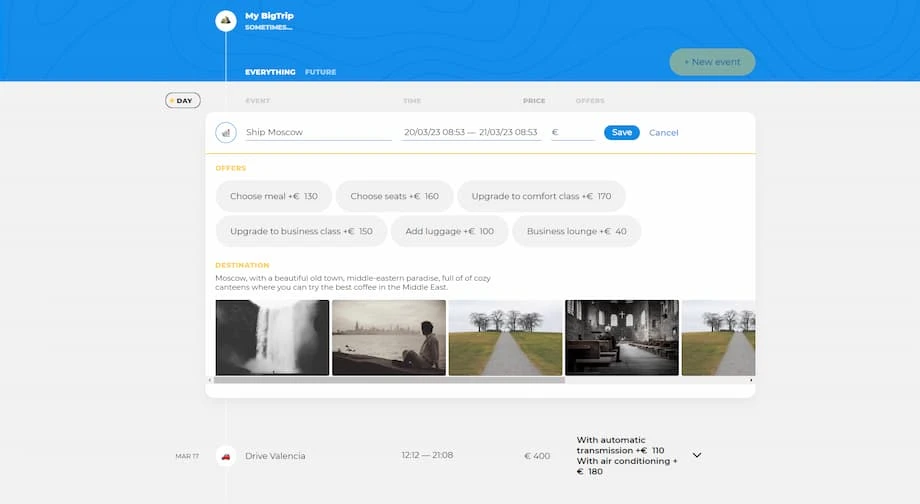 My BigTrip
SOMETIMES...
EVERYTHING FUTURE
+ New event
DAY
EVENT TIME PRICE OFFERS
Ship Moscow 20/03/23 08:53 — 21/03/23 08:53 € Save Cancel
OFFERS
Choose meal +€ 130 Choose seats +€ 160 Upgrade to comfort class +€ 170
Upgrade to business class +€ 150 Add luggage +€ 100 Business lounge +€ 40
DESTINATION
Moscow, with a beautiful old town, middle-eastern paradise, full of of cozy
canteens where you can try the best coffee in the Middle East.
MAR 17 Drive Valencia 12:12 — 21:08 € 400
With automatic
transmission +€ 110
With air conditioning +
€ 180